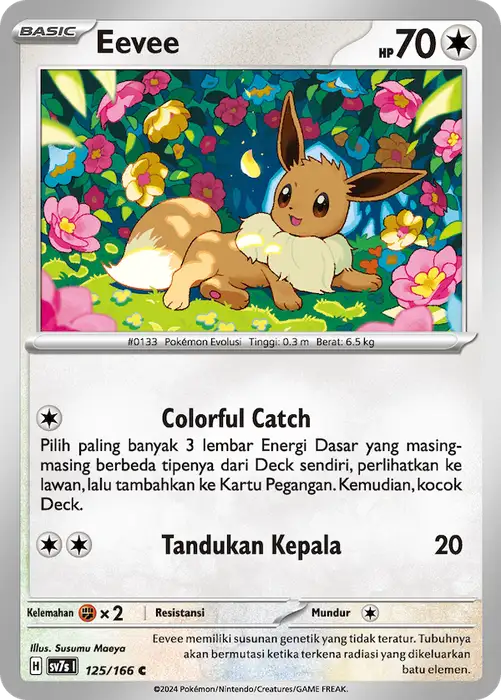 BASIC Eevee HP 70
#0133 Pokémon Evolusi Tinggi: 0.3 m Berat: 6.5 kg
Colorful Catch
Pilih paling banyak 3 lembar Energi Dasar yang masing-
masing berbeda tipenya dari Deck sendiri, perlihatkan ke
lawan, lalu tambahkan ke Kartu Pegangan. Kemudian, kocok
Deck.
Tandukan Kepala 20
Kelemahan ×2 Resistansi Mundur
Illus. Susumu Maeya
Eevee memiliki susunan genetik yang tidak teratur. Tubuhnya
akan bermutasi ketika terkena radiasi yang dikeluarkan
batu elemen.
H sv7s I 125/166 C
©2024 Pokémon/Nintendo/Creatures/GAME FREAK.